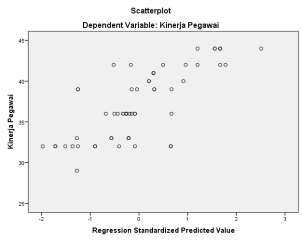 Scatterplot
Dependent Variable: Kinerja Pegawai
45
40
35
30
25
Kinerja Pegawai
-2 -1 0 1 2 3
Regression Standardized Predicted Value